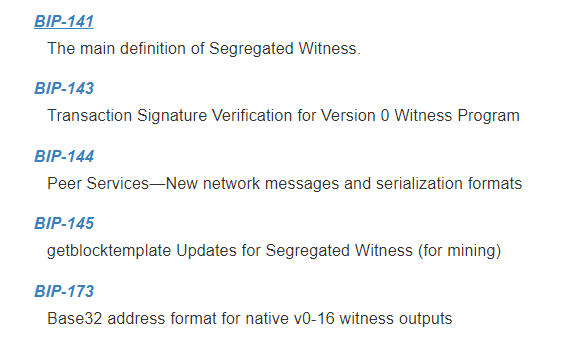 BIP-141
The main definition of Segregated Witness.
BIP-143
Transaction Signature Verification for Version 0 Witness Program
BIP-144
Peer Services—New network messages and serialization formats
BIP-145
getblocktemplate Updates for Segregated Witness (for mining)
BIP-173
Base32 address format for native v0-16 witness outputs